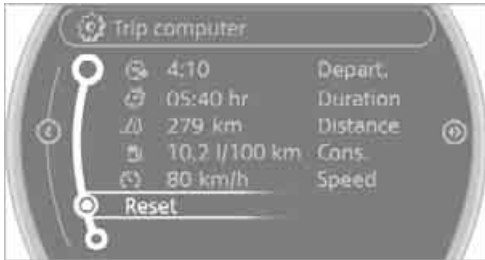 Trip computer
4:10 Depart.
05:40 hr Duration
279 km Distance
10,2 l/100 km Cons.
80 km/h Speed
Reset